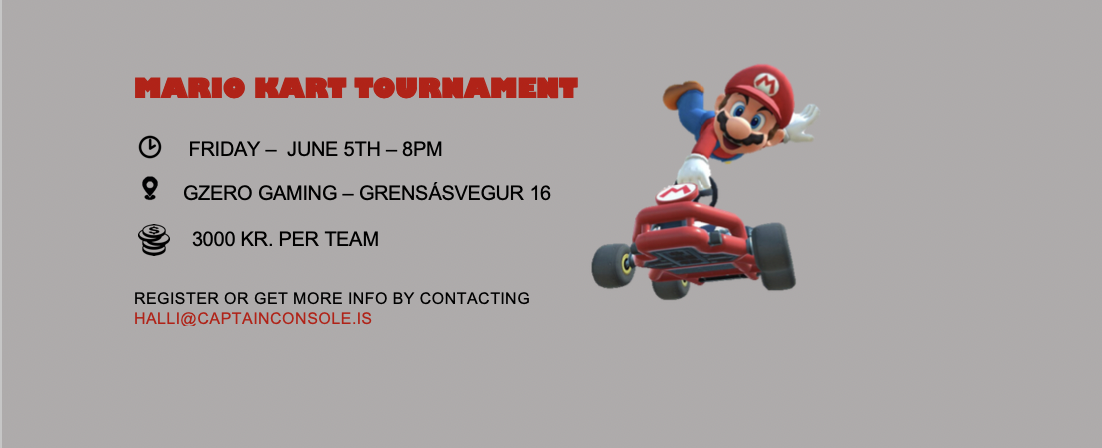 MARIO KART TOURNAMENT
FRIDAY – JUNE 5TH – 8PM
GZERO GAMING – GRENSÁSVEGUR 16
3000 KR. PER TEAM
REGISTER OR GET MORE INFO BY CONTACTING
HALLI@CAPTAINCONSOLE.IS
M
M